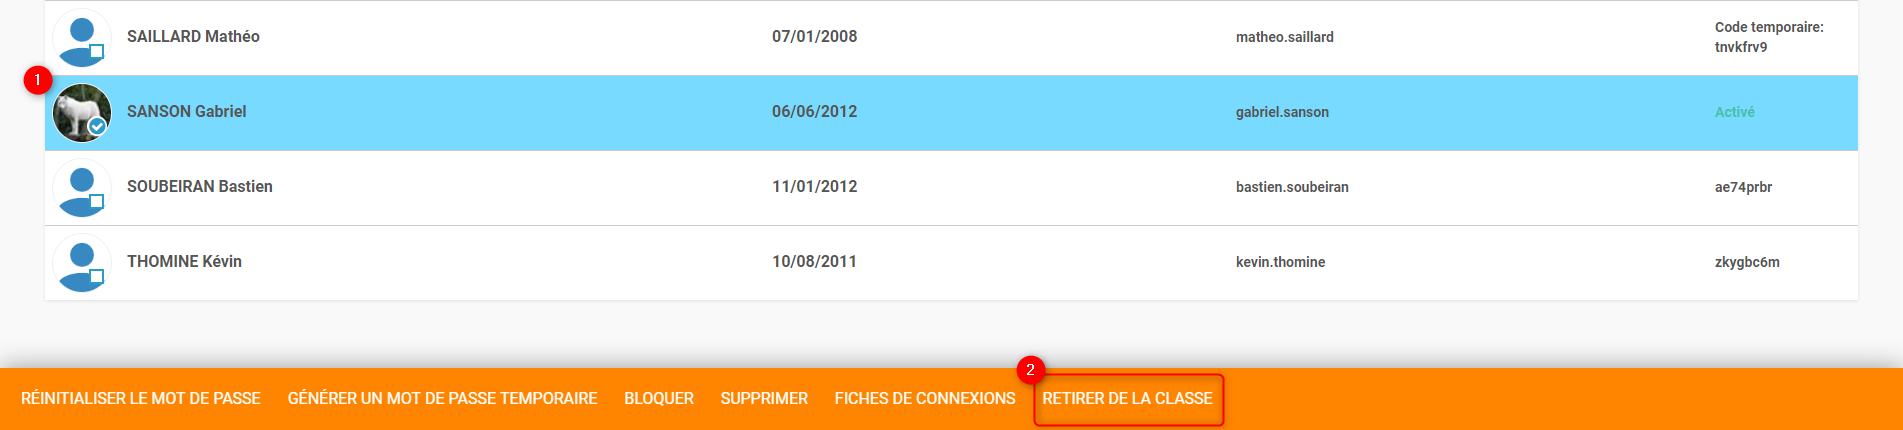 SAILLARD Mathéo 07/01/2008 matheo.saillard Code temporaire:
tnvkfrv9
1
SANSON Gabriel 06/06/2012 gabriel.sanson Activé
SOUBEIRAN Bastien 11/01/2012 bastien.soubeiran ae74prbr
THOMINE Kévin 10/08/2011 kevin.thomine zkygbc6m
2
RÉINITIALISER LE MOT DE PASSE GÉNÉRER UN MOT DE PASSE TEMPORAIRE BLOQUER SUPPRIMER FICHES DE CONNEXIONS RETIRER DE LA CLASSE